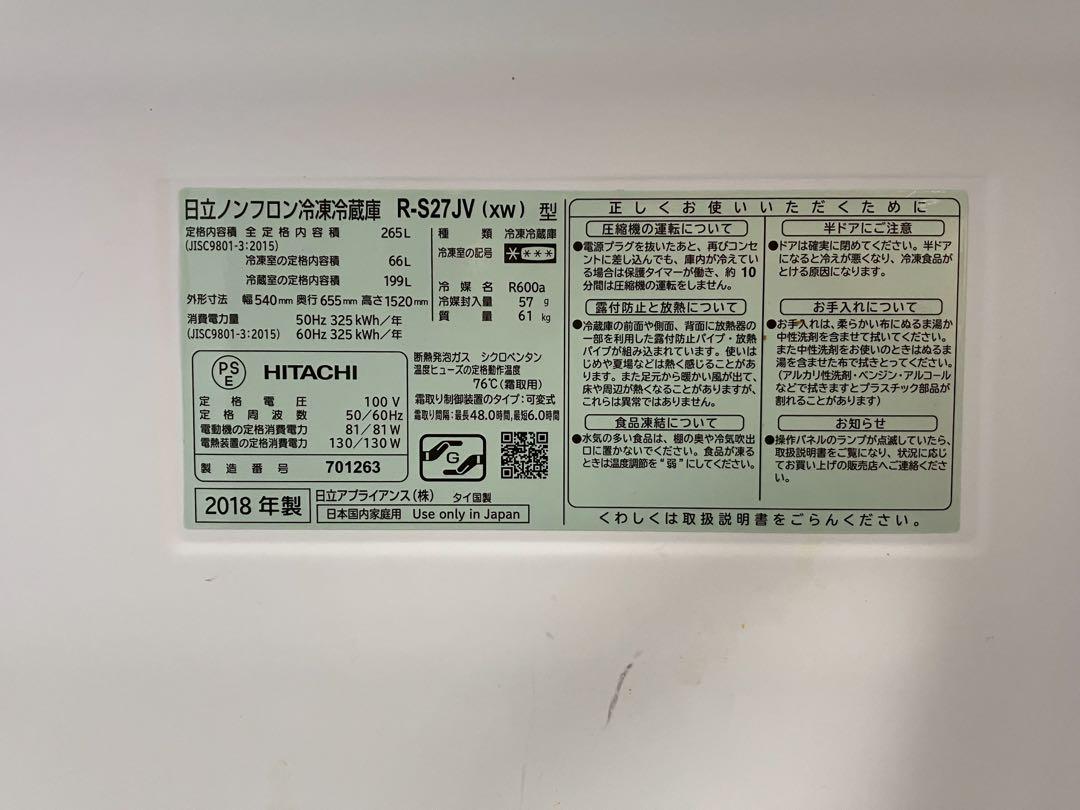 日立ノンフロン冷凍冷蔵庫 R-S27JV (XW) 型
定格内容積 全定格内容積 265L
(JISC9801-3:2015)
冷凍室の定格内容積 66L
冷蔵室の定格内容積 199L
外形寸法 幅540mm 奥行655mm 高さ1520mm
消費電力量 50Hz 325kWh/年
(JISC9801-3:2015) 60Hz 325kWh/年
種類 冷凍冷蔵庫
冷凍室の記号 ****
冷媒名 R600a
冷媒封入量 57g
質量 61kg
PS
E
HITACHI
定格電圧 100V
定格周波数 50/60Hz
電動機の定格消費電力 81/81W
電熱装置の定格消費電力 130/130W
製造番号 701263
断熱発泡ガス シクロペンタン
温度ヒューズの定格動作温度
76℃(霜取用)
霜取り制御装置のタイプ:可変式
霜取り間隔:最長48.0時間,最短6.0時間
G
2018年製
日立アプライアンス(株) タイ国製
日本国内家庭用 Use only in Japan
正しくお使いいただくために
圧縮機の運転について
●電源プラグを抜いたあと、再びコンセ
ントに差し込んでも、庫内が冷えてい
る場合は保護タイマーが働き、約10
分間は圧縮機の運転をしません。
露付防止と放熱について
●冷蔵庫の前面や側面、背面に放熱器の
一部を利用した露付防止パイプ・放熱
パイプが組み込まれています。使いは
じめや夏場などは熱く感じることがあ
ります。また足元から暖かい風が出て、
床や周辺が熱くなることがありますが、
これらは異常ではありません。
食品凍結について
●水気の多い食品は、棚の奥や冷気吹出
口に置かないでください。食品が凍る
ときは温度調節を“弱”にしてください。
半ドアにご注意
●ドアは確実に閉めてください。半ドア
になると冷えが悪くなり、冷凍食品が
とける原因になります。
お手入れについて
●お手入れは、柔らかい布にぬるま湯か
中性洗剤を含ませて拭いてください。
また中性洗剤をお使いのときはぬるま
湯を含ませた布で拭きとってください。
(アルカリ性洗剤・ベンジン・アルコール
などで拭きますとプラスチック部品が
割れることがあります)
お知らせ
●操作パネルのランプが点滅していたら、
取扱説明書をご覧になり、状況に応じ
てお買い上げの販売店へご連絡くださ
い。
くわしくは取扱説明書をごらんください。